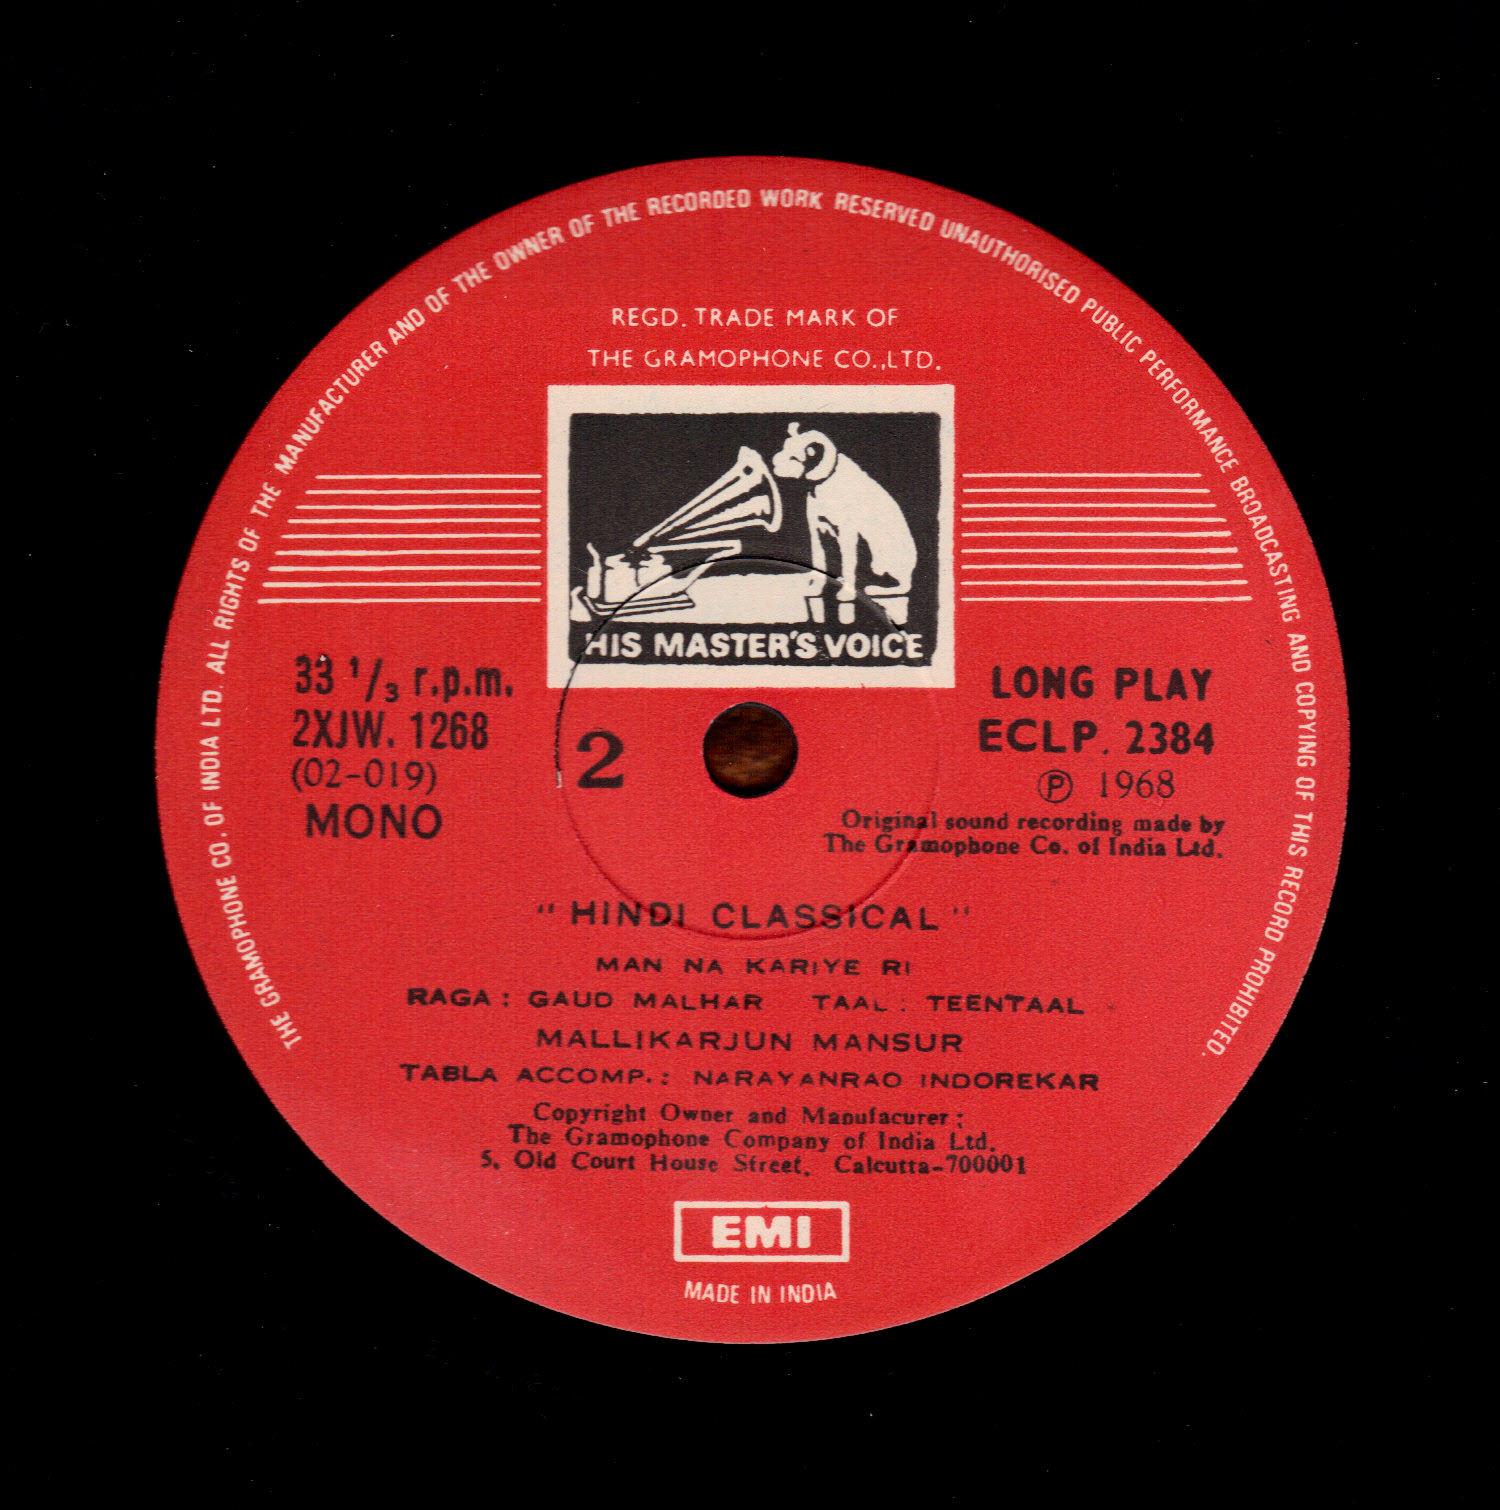 THE GRAMOPHONE CO. OF INDIA LTD. ALL RIGHTS OF THE MANUFACTURER AND OF THE OWNER OF THE RECORDED WORK RESERVED UNAUTHORISED PUBLIC PERFORMANCE BROADCASTING AND COPYING OF THIS RECORD PROHIBITED.
REGD. TRADE MARK OF
THE GRAMOPHONE CO.,LTD.
HIS MASTER'S VOICE
33 1/3 r.p.m.
2XJW. 1268
(02-019)
MONO
2
LONG PLAY
ECLP. 2384
Ⓟ 1968
Original sound recording made by
The Gramophone Co. of India Ltd.
" HINDI CLASSICAL "
MAN NA KARIYE RI
RAGA : GAUD MALHAR TAAL : TEENTAAL
MALLIKARJUN MANSUR
TABLA ACCOMP.: NARAYANRAO INDOREKAR
Copyright Owner and Manufacurer :
The Gramophone Company of India Ltd.
5, Old Court House Street, Calcutta-700001
EMI
MADE IN INDIA